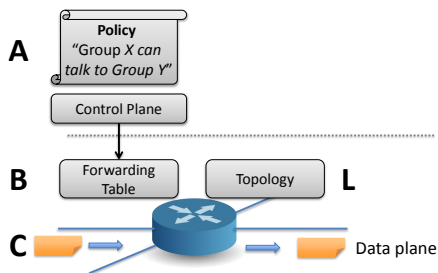 A
Policy
“Group X can
talk to Group Y”
Control Plane
B
Forwarding
Table
Topology
L
C
Data plane